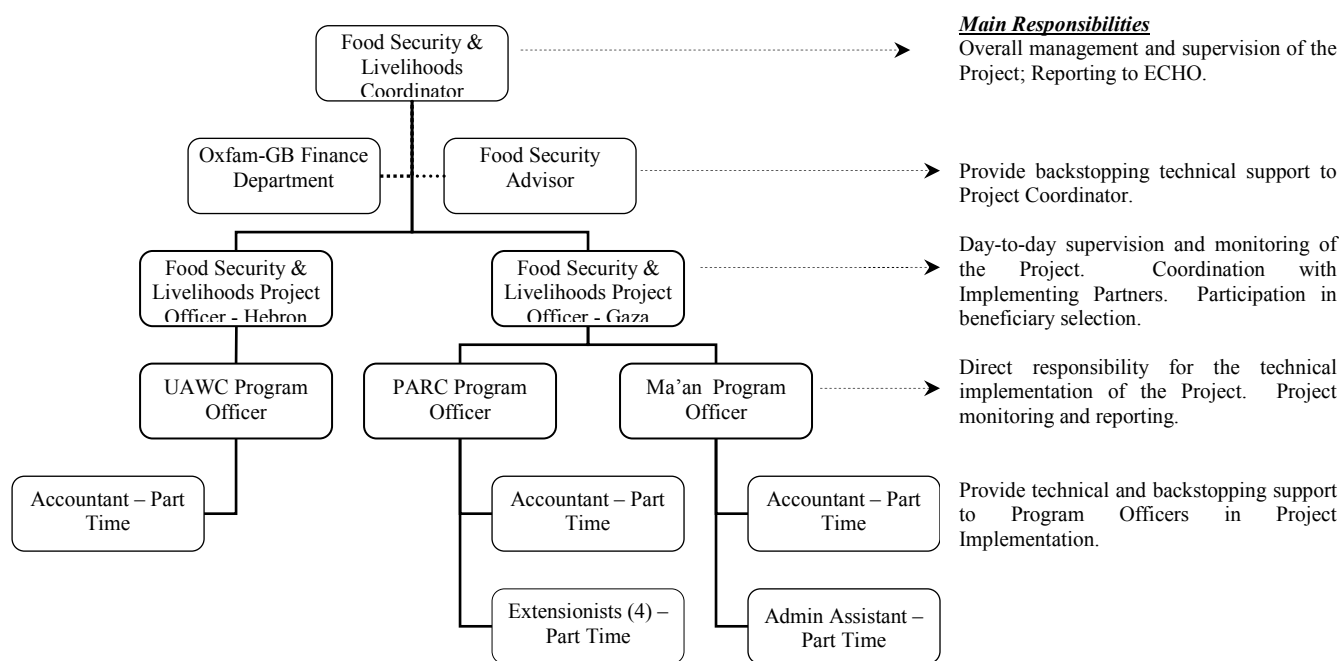 Main Responsibilities
Food Security &
Livelihoods
Coordinator
Overall management and supervision of the
Project; Reporting to ECHO.
Oxfam-GB Finance
Department
Food Security
Advisor
Provide backstopping technical support to
Project Coordinator.
Food Security &
Livelihoods Project
Officer - Hebron
Food Security &
Livelihoods Project
Officer - Gaza
Day-to-day supervision and monitoring of
the Project. Coordination with
Implementing Partners. Participation in
beneficiary selection.
UAWC Program
Officer
PARC Program
Officer
Ma’an Program
Officer
Direct responsibility for the technical
implementation of the Project. Project
monitoring and reporting.
Accountant – Part
Time
Accountant – Part
Time
Accountant – Part
Time
Provide technical and backstopping support
to Program Officers in Project
Implementation.
Extensionists (4) –
Part Time
Admin Assistant –
Part Time